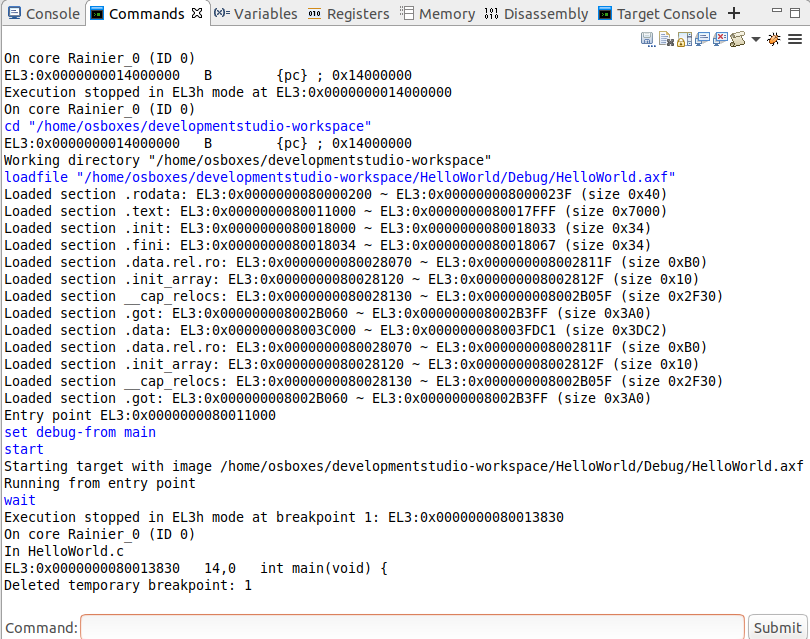 Console Commands (x)= Variables Registers Memory Disassembly Target Console
On core Rainier_0 (ID 0)
EL3:0x0000000014000000 B {pc} ; 0x14000000
Execution stopped in EL3h mode at EL3:0x0000000014000000
On core Rainier_0 (ID 0)
cd "/home/osboxes/developmentstudio-workspace"
EL3:0x0000000014000000 B {pc} ; 0x14000000
Working directory "/home/osboxes/developmentstudio-workspace"
loadfile "/home/osboxes/developmentstudio-workspace/HelloWorld/Debug/HelloWorld.axf"
Loaded section .rodata: EL3:0x0000000080000200 ~ EL3:0x000000008000023F (size 0x40)
Loaded section .text: EL3:0x0000000080011000 ~ EL3:0x0000000080017FFF (size 0x7000)
Loaded section .init: EL3:0x0000000080018000 ~ EL3:0x0000000080018033 (size 0x34)
Loaded section .fini: EL3:0x0000000080018034 ~ EL3:0x0000000080018067 (size 0x34)
Loaded section .data.rel.ro: EL3:0x0000000080028070 ~ EL3:0x000000008002811F (size 0xB0)
Loaded section .init_array: EL3:0x0000000080028120 ~ EL3:0x000000008002812F (size 0x10)
Loaded section __cap_relocs: EL3:0x0000000080028130 ~ EL3:0x000000008002B05F (size 0x2F30)
Loaded section .got: EL3:0x000000008002B060 ~ EL3:0x000000008002B3FF (size 0x3A0)
Loaded section .data: EL3:0x000000008003C000 ~ EL3:0x000000008003FDC1 (size 0x3DC2)
Loaded section .data.rel.ro: EL3:0x0000000080028070 ~ EL3:0x000000008002811F (size 0xB0)
Loaded section .init_array: EL3:0x0000000080028120 ~ EL3:0x000000008002812F (size 0x10)
Loaded section __cap_relocs: EL3:0x0000000080028130 ~ EL3:0x000000008002B05F (size 0x2F30)
Loaded section .got: EL3:0x000000008002B060 ~ EL3:0x000000008002B3FF (size 0x3A0)
Entry point EL3:0x0000000080011000
set debug-from main
start
Starting target with image /home/osboxes/developmentstudio-workspace/HelloWorld/Debug/HelloWorld.axf
Running from entry point
wait
Execution stopped in EL3h mode at breakpoint 1: EL3:0x0000000080013830
On core Rainier_0 (ID 0)
In HelloWorld.c
EL3:0x0000000080013830 14,0 int main(void) {
Deleted temporary breakpoint: 1
Command: Submit